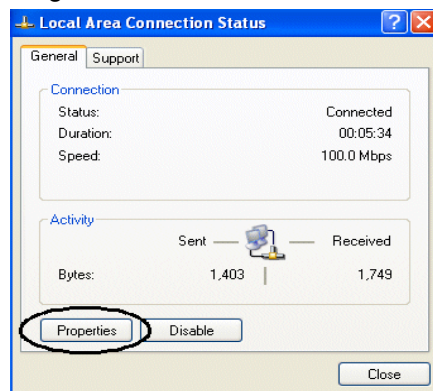 Local Area Connection Status
General Support
Connection
Status: Connected
Duration: 00:05:34
Speed: 100.0 Mbps
Activity
Sent Received
Bytes: 1,403 1,749
Properties Disable
Close